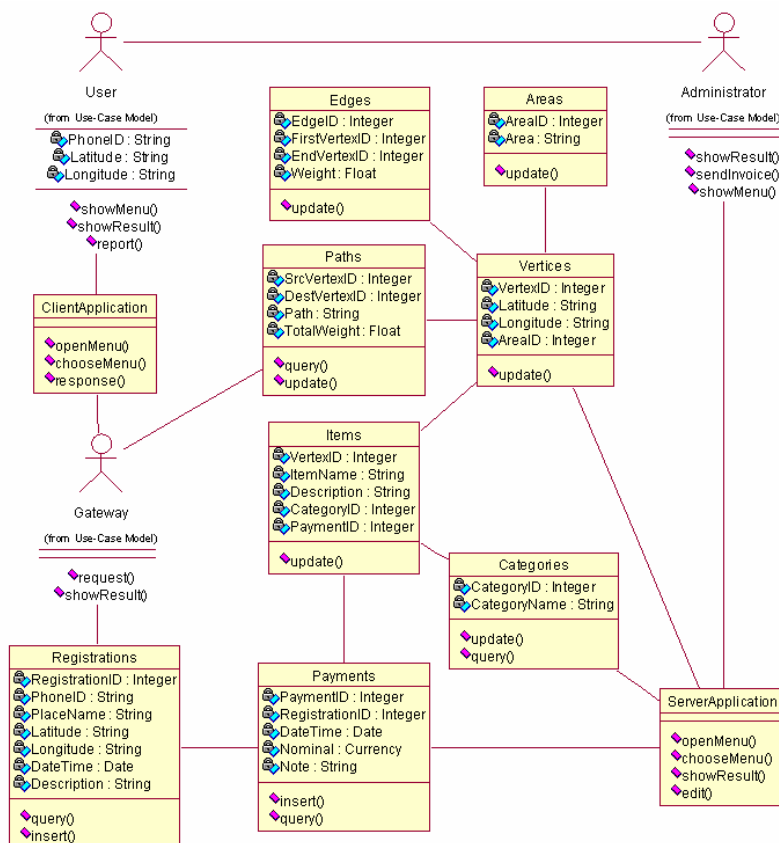 User
(from Use-Case Model)
PhoneID : String
Latitude : String
Longitude : String
showMenu()
showResult()
report()
Edges
EdgeID : Integer
FirstVertexID : Integer
EndVertexID : Integer
Weight : Float
update()
Areas
AreaID : Integer
Area : String
update()
Administrator
(from Use-Case Model)
showResult()
sendInvoice()
showMenu()
Paths
SrcVertexID : Integer
DestVertexID : Integer
Path : String
TotalWeight : Float
query()
update()
Vertices
VertexID : Integer
Latitude : String
Longitude : String
AreaID : Integer
update()
ClientApplication
openMenu()
chooseMenu()
response()
Gateway
(from Use-Case Model)
request()
showResult()
Items
VertexID : Integer
ItemName : String
Description : String
CategoryID : Integer
PaymentID : Integer
update()
Categories
CategoryID : Integer
CategoryName : String
update()
query()
Registrations
RegistrationID : Integer
PhoneID : String
PlaceName : String
Latitude : String
Longitude : String
DateTime : Date
Description : String
query()
insert()
Payments
PaymentID : Integer
RegistrationID : Integer
DateTime : Date
Nominal : Currency
Note : String
insert()
query()
ServerApplication
openMenu()
chooseMenu()
showResult()
edit()